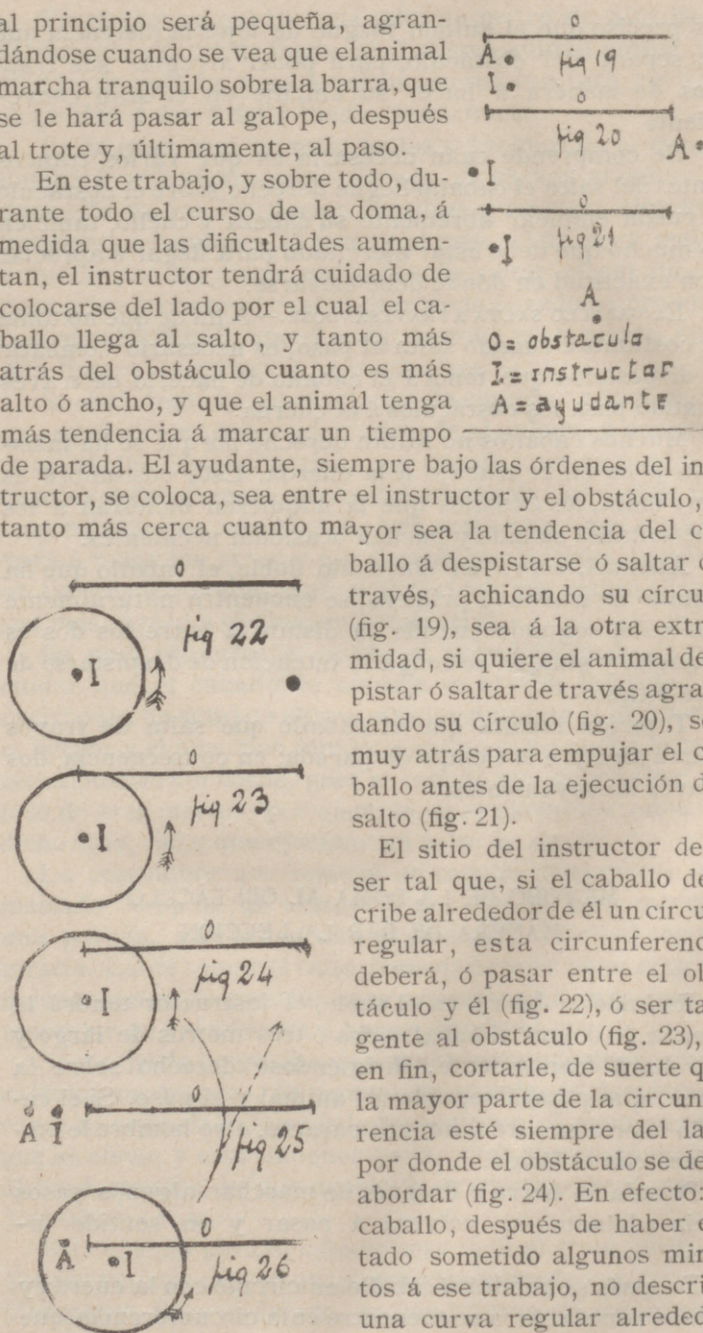 al principio será pequeña, agran-
dándose cuando se vea que el animal
marcha tranquilo sobre la barra, que
se le hará pasar al galope, después
al trote y, últimamente, al paso.
En este trabajo, y sobre todo, du-
rante todo el curso de la doma, á
medida que las dificultades aumen-
tan, el instructor tendrá cuidado de
colocarse del lado por el cual el ca-
ballo llega al salto, y tanto más
atrás del obstáculo cuanto es más
alto ó ancho, y que el animal tenga
más tendencia á marcar un tiempo
O
A
fig 19
I
O
fig 20
A
I
O
I
fig 21
A
O = obstaculo
I = instructor
A = ayudante
de parada. El ayudante, siempre bajo las órdenes del in
tructor, se coloca, sea entre el instructor y el obstáculo,
tanto más cerca cuanto mayor sea la tendencia del c
ballo á despistarse ó saltar
través, achicando su círcu
(fig. 19), sea á la otra extr
midad, si quiere el animal de
pistar ó saltar de través agra
dando su círculo (fig. 20), s
muy atrás para empujar el c
ballo antes de la ejecución d
salto (fig. 21).
El sitio del instructor de
ser tal que, si el caballo de
cribe alrededor de él un círcu
regular, esta circunferenc
deberá, ó pasar entre el ob
táculo y él (fig. 22), ó ser ta
gente al obstáculo (fig. 23),
en fin, cortarle, de suerte q
la mayor parte de la circun
rencia esté siempre del la
por donde el obstáculo se de
abordar (fig. 24). En efecto:
caballo, después de haber e
tado sometido algunos min
tos á ese trabajo, no descri
una curva regular alreded
O
fig 22
I
O
fig 23
I
O
fig 24
I
O
A I
fig 25
O
A
I
fig 26